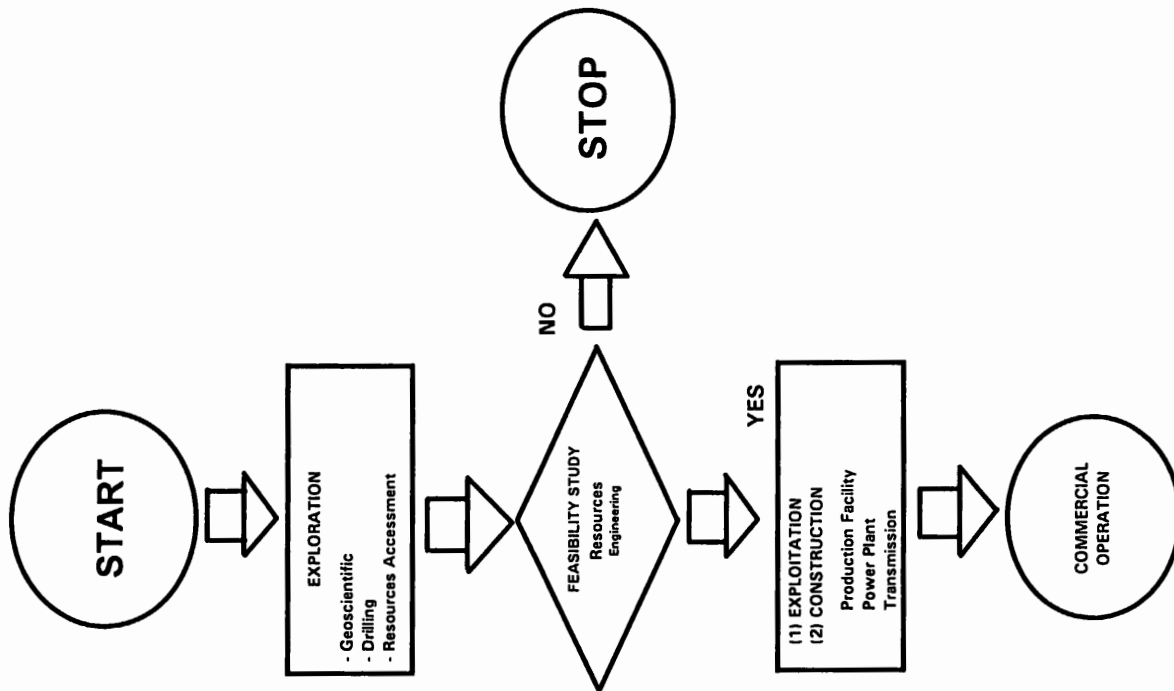 START
EXPLORATION
- Geoscientific
- Drilling
- Resources Accessment
FEASIBILITY STUDY
Resources
Engineering
NO
STOP
YES
(1) EXPLOITATION
(2) CONSTRUCTION
Production Facility
Power Plant
Transmission
COMMERCIAL
OPERATION